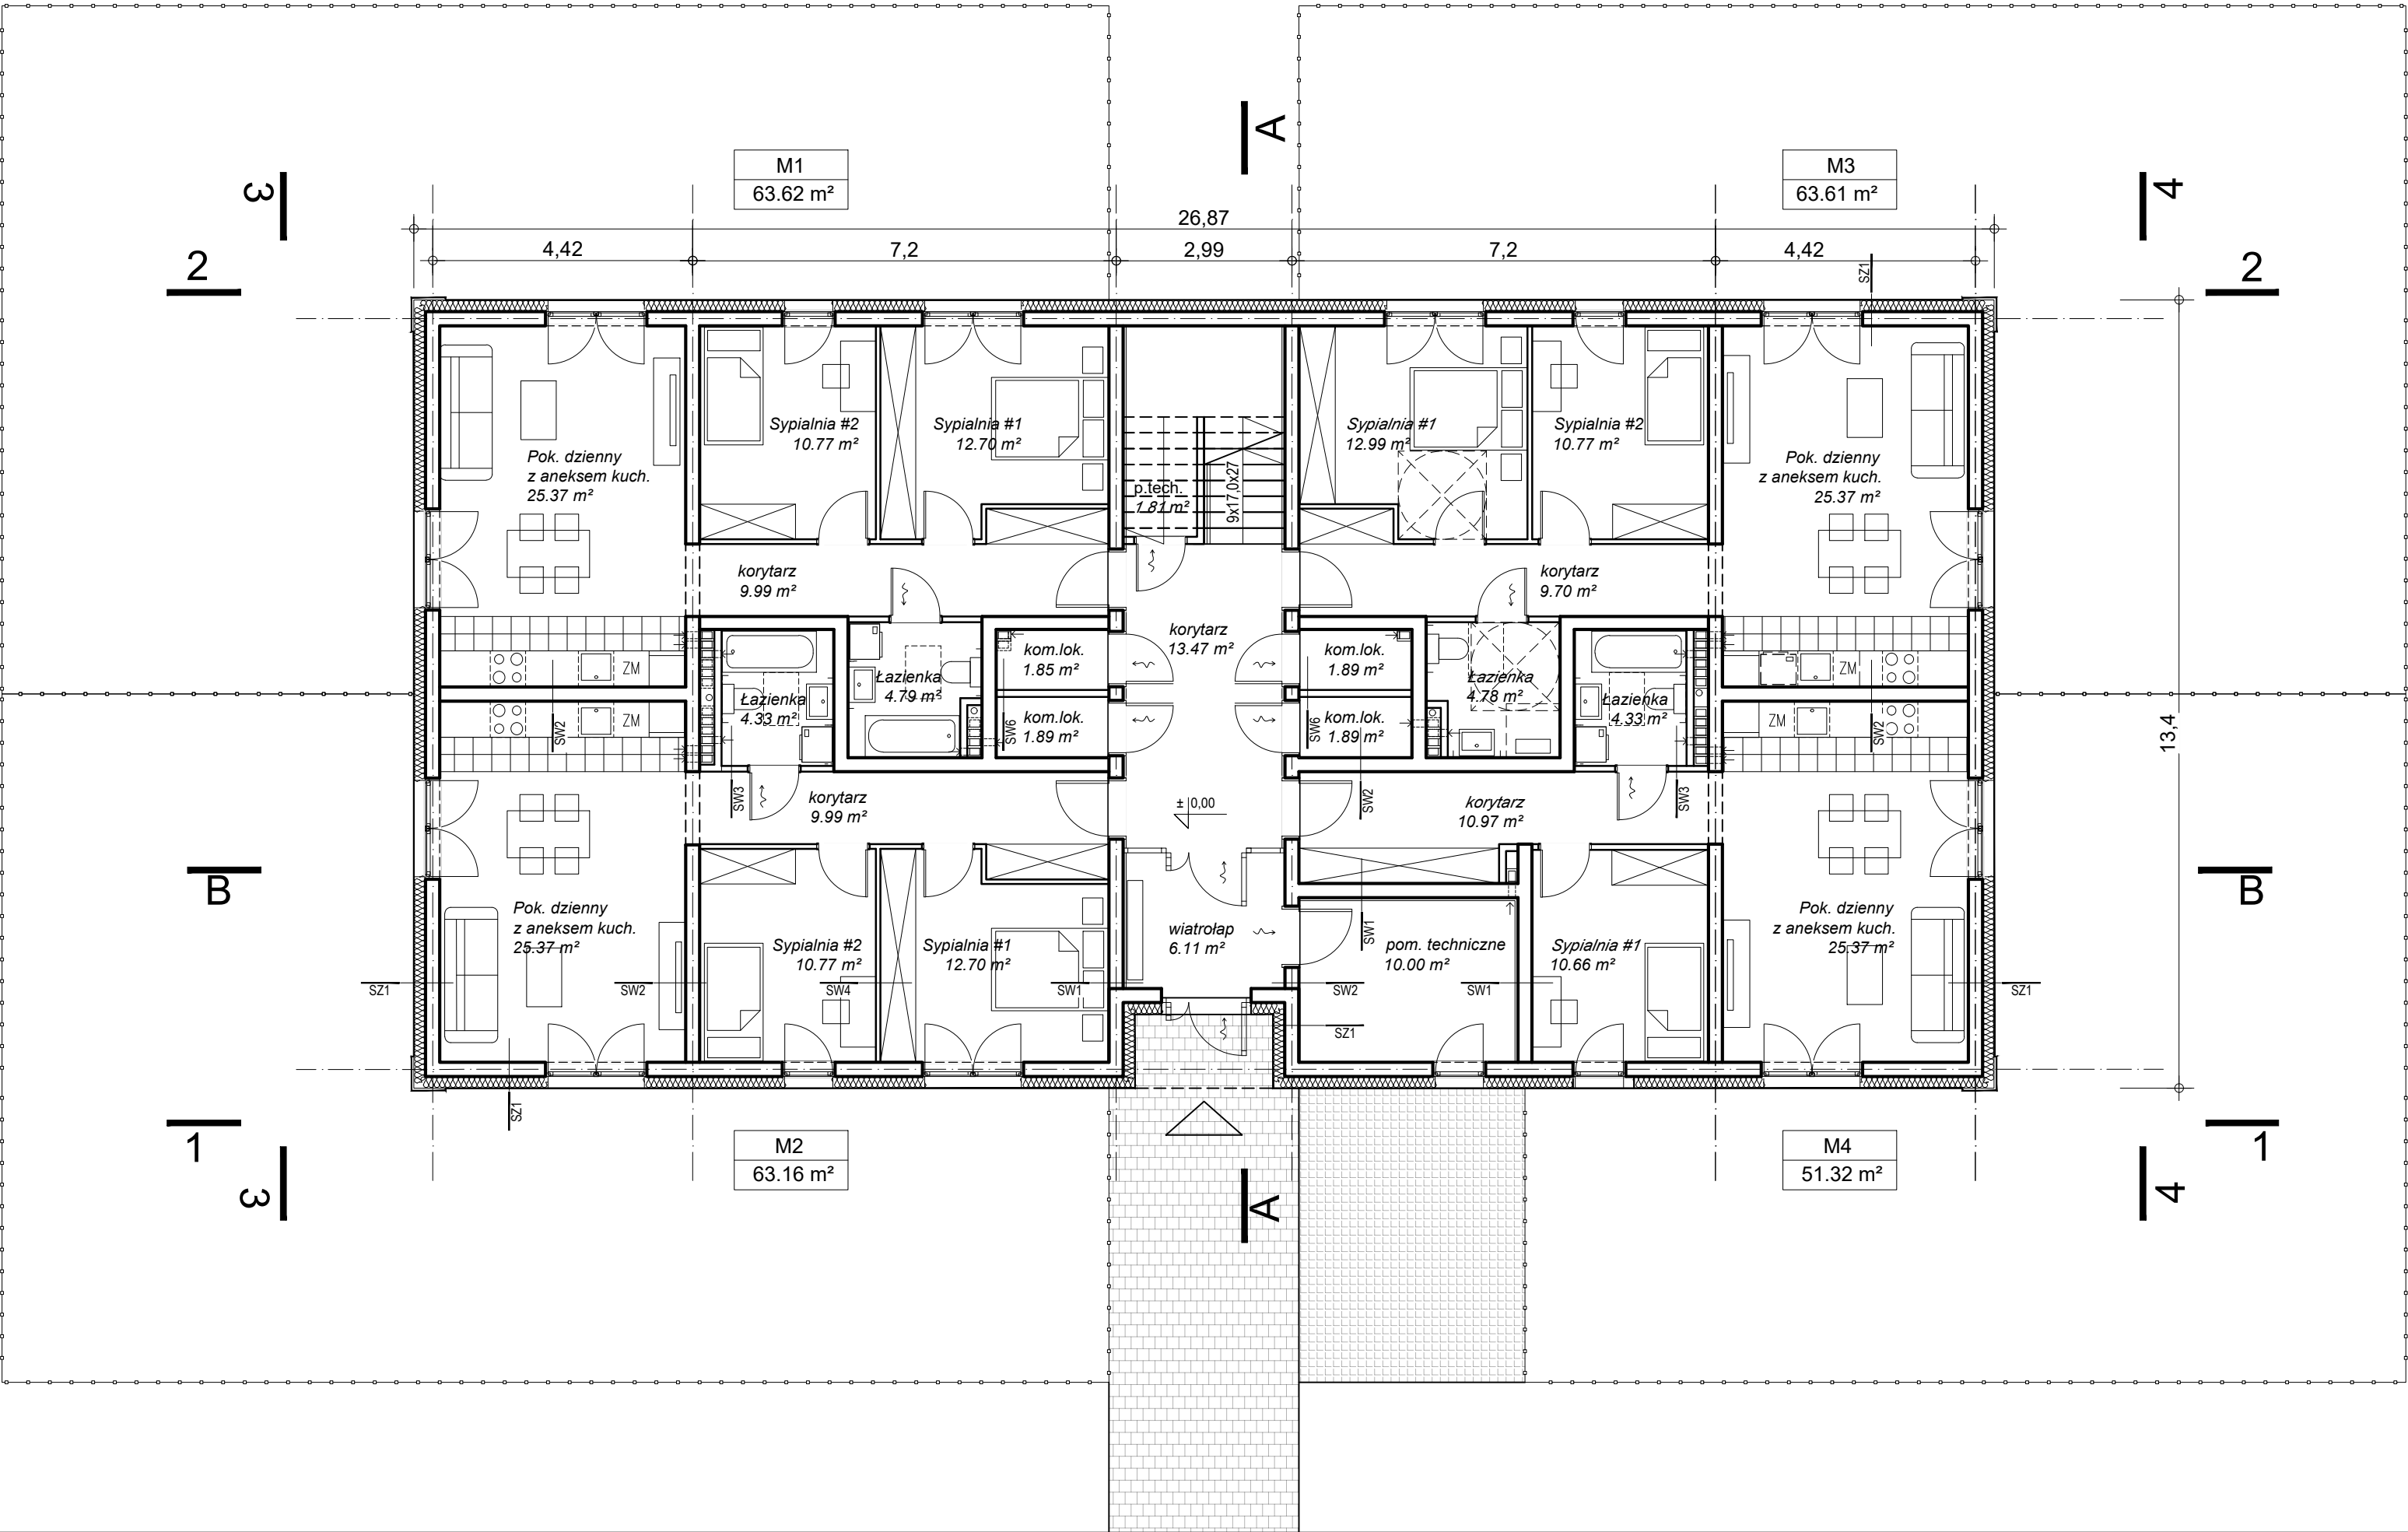 A
M1
63.62 m²
M3
63.61 m²
3
4
26,87
4,42
7,2
2,99
7,2
4,42
2
2
SZ1
Sypialnia #2
10.77 m²
Sypialnia #1
12.70 m²
Sypialnia #1
12.99 m²
Sypialnia #2
10.77 m²
Pok. dzienny
z aneksem kuch.
25.37 m²
Pok. dzienny
z aneksem kuch.
25.37 m²
p.tech.
1.81 m²
9x17,0x27
korytarz
9.99 m²
korytarz
9.70 m²
korytarz
13.47 m²
kom.lok.
1.85 m²
kom.lok.
1.89 m²
ZM
ZM
Łazienka
4.79 m²
Łazienka
4.78 m²
Łazienka
4.33 m²
Łazienka
4.33 m²
kom.lok.
1.89 m²
kom.lok.
1.89 m²
ZM
ZM
SW2
SW6
SW6
SW2
13,4
SW3
SW2
SW3
korytarz
9.99 m²
± 0,00
korytarz
10.97 m²
B
B
Pok. dzienny
z aneksem kuch.
25.37 m²
Sypialnia #2
10.77 m²
Sypialnia #1
12.70 m²
wiatrołap
6.11 m²
SW1
pom. techniczne
10.00 m²
Sypialnia #1
10.66 m²
Pok. dzienny
z aneksem kuch.
25.37 m²
SZ1
SW2
SW4
SW1
SW2
SW1
SZ1
SZ1
SZ1
1
1
M2
63.16 m²
M4
51.32 m²
3
A
4